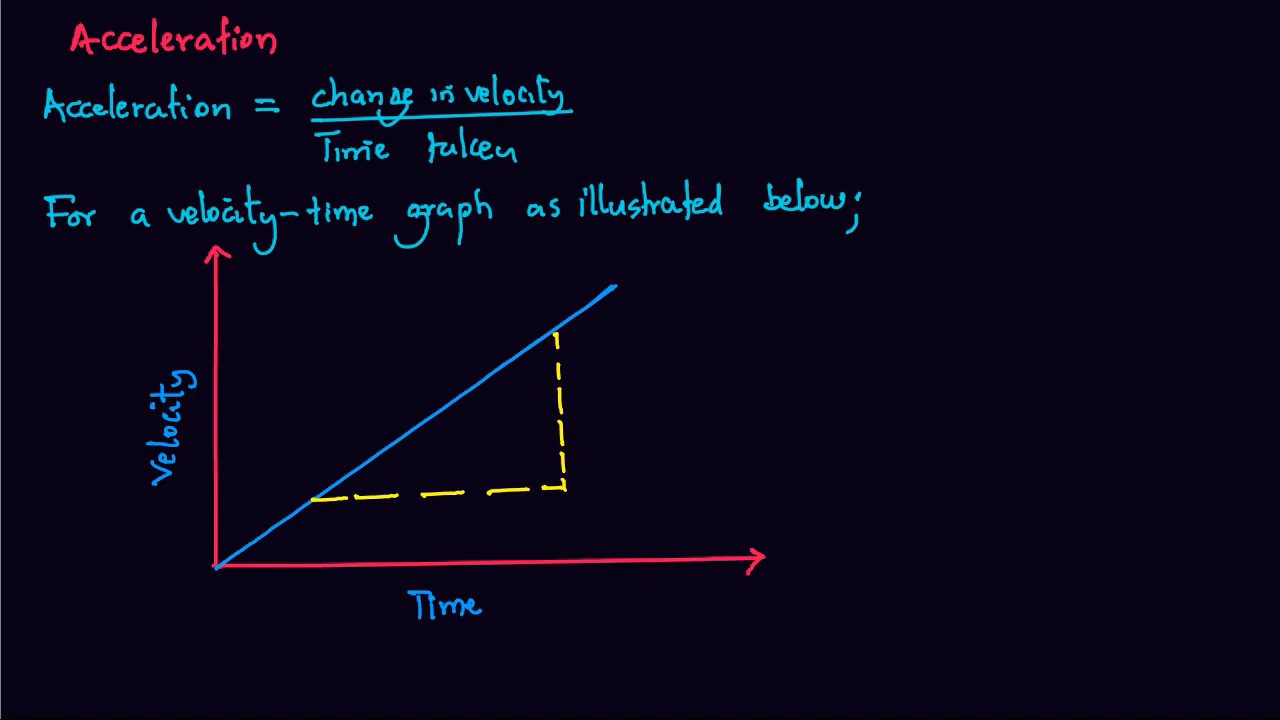 Acceleration
Acceleration = change in velocity
Time taken
For a velocity-time graph as illustrated below;
Velocity
Time